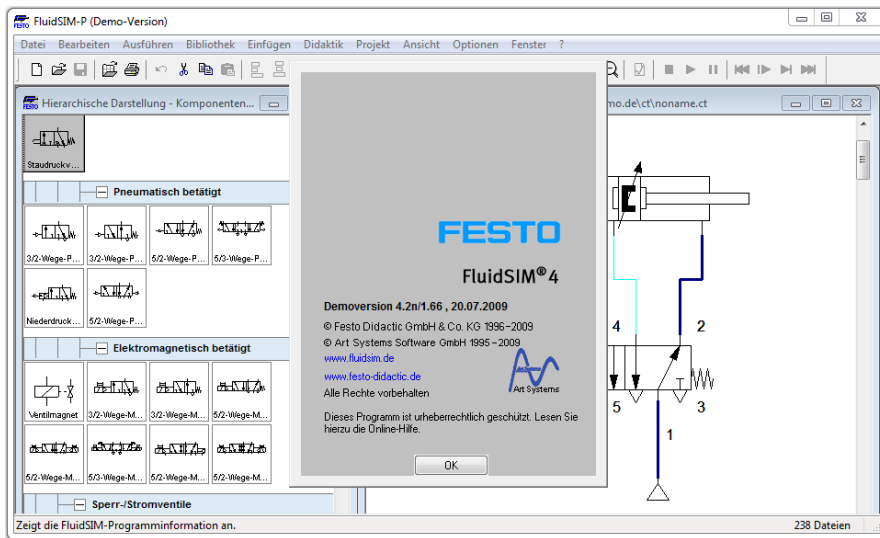 FESTO FluidSIM-P (Demo-Version)
Datei Bearbeiten Ausführen Bibliothek Einfügen Didaktik Projekt Ansicht Optionen Fenster ?
FESTO Hierarchische Darstellung - Komponenten...
mo.de\ct\noname.ct
Staudruckv...
Pneumatisch betätigt
3/2-Wege-P... 3/2-Wege-P... 5/2-Wege-P... 5/3-Wege-P...
Niederdruck... 5/2-Wege-P...
Elektromagnetisch betätigt
Ventilmagnet 3/2-Wege-M... 3/2-Wege-M... 5/2-Wege-M...
5/2-Wege-M... 5/3-Wege-M... 5/2-Wege-M... 5/2-Wege-M...
Sperr-/Stromventile
FESTO
FluidSIM®4
Demoversion 4.2n/1.66 , 20.07.2009
© Festo Didactic GmbH & Co. KG 1996-2009
© Art Systems Software GmbH 1995-2009
www.fluidsim.de
www.festo-didactic.de
Art Systems
Alle Rechte vorbehalten
Dieses Programm ist urheberrechtlich geschützt. Lesen Sie
hierzu die Online-Hilfe.
OK
4 2
5 3
1
Zeigt die FluidSIM-Programminformation an.
238 Dateien